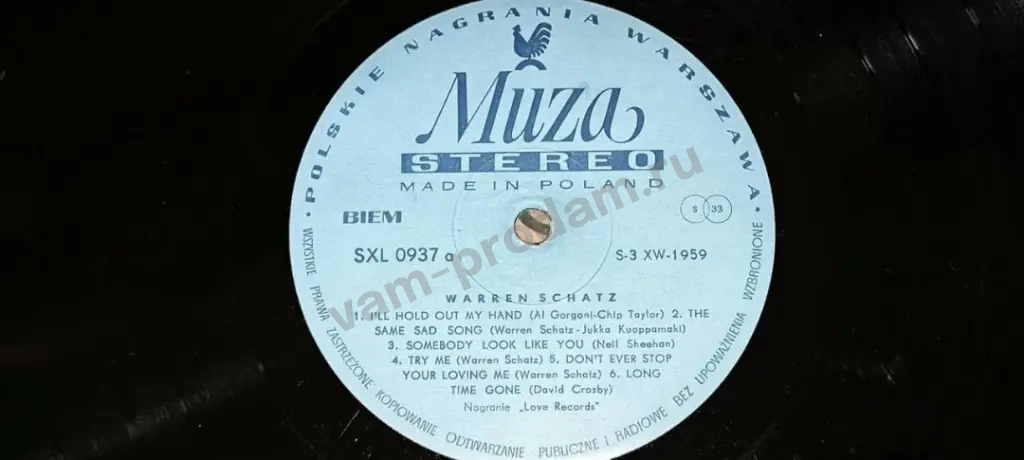 POLSKIE NAGRANIA WARSZAWA
Muza
STEREO
MADE IN POLAND
BIEM
S 33
SXL 0937 a
S-3 XW-1959
WARREN SCHATZ
1. I'LL HOLD OUT MY HAND (Al Gorgoni-Chip Taylor) 2. THE
SAME SAD SONG (Warren Schatz-Jukka Kuoppamaki)
3. SOMEBODY LOOK LIKE YOU (Neil Sheehan)
4. TRY ME (Warren Schatz) 5. DON'T EVER STOP
YOUR LOVING ME (Warren Schatz) 6. LONG
TIME GONE (David Crosby)
Nagranie „Love Records"
WSZYSTKIE PRAWA ZASTRZEŻONE KOPIOWANIE ODTWARZANIE PUBLICZNE I RADIOWE BEZ UPOWAŻNIENIA WZBRONIONE
vam-prodam.ru